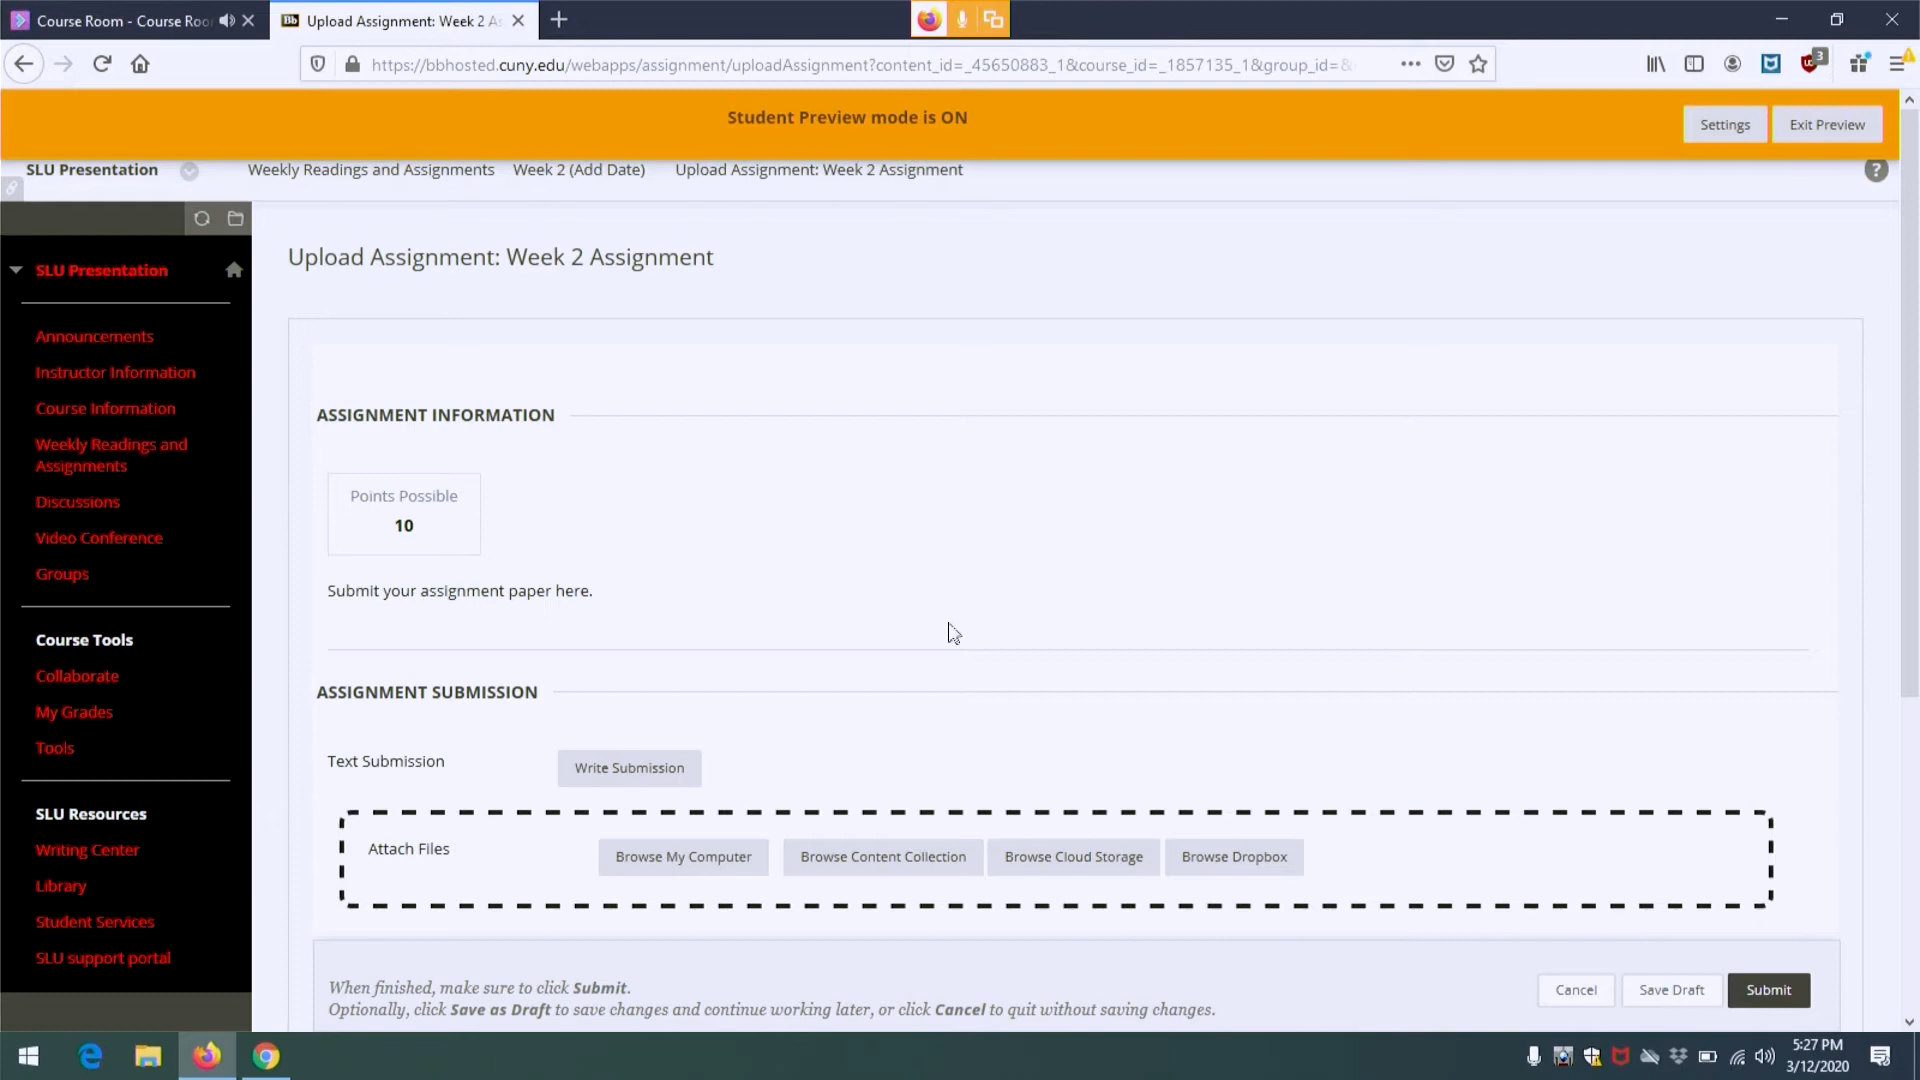 Course Room - Course Roo
Upload Assignment: Week 2 As
https://bbhosted.cuny.edu/webapps/assignment/uploadAssignment?content_id=_45650883_1&course_id=_1857135_1&group_id=&
3
Student Preview mode is ON
Settings
Exit Preview
SLU Presentation
Weekly Readings and Assignments
Week 2 (Add Date)
Upload Assignment: Week 2 Assignment
?
SLU Presentation
Announcements
Instructor Information
Course Information
Weekly Readings and
Assignments
Discussions
Video Conference
Groups
Course Tools
Collaborate
My Grades
Tools
SLU Resources
Writing Center
Library
Student Services
SLU support portal
Upload Assignment: Week 2 Assignment
ASSIGNMENT INFORMATION
Points Possible
10
Submit your assignment paper here.
ASSIGNMENT SUBMISSION
Text Submission
Write Submission
Attach Files
Browse My Computer
Browse Content Collection
Browse Cloud Storage
Browse Dropbox
When finished, make sure to click Submit.
Optionally, click Save as Draft to save changes and continue working later, or click Cancel to quit without saving changes.
Cancel
Save Draft
Submit
5:27 PM
3/12/2020